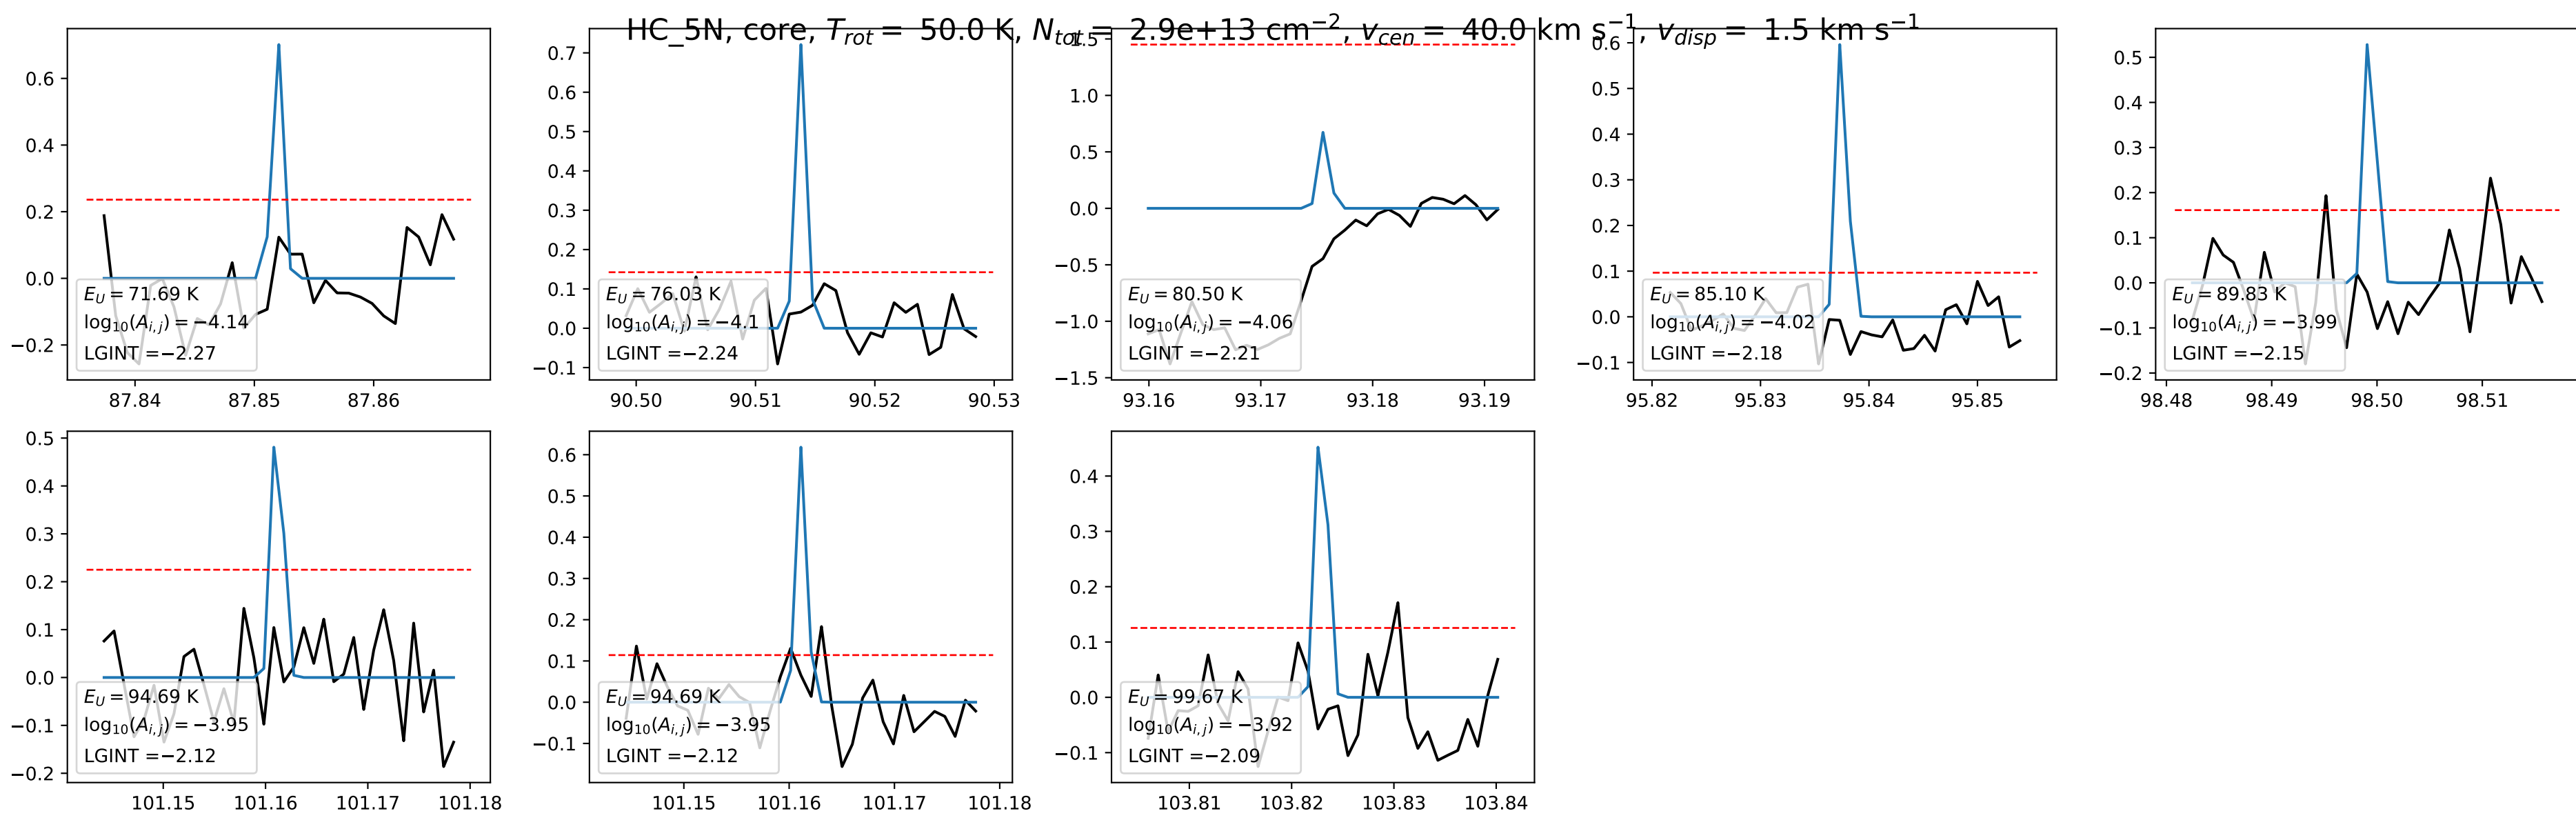 HC_5N, core, T_rot = 50.0 K, N_tot = 2.9e+13 cm⁻², v_cen = 40.0 km s⁻¹, v_disp = 1.5 km s⁻¹
0.6
0.4
0.2
0.0
−0.2
E_U = 71.69 K
log₁₀(A_i,j) = −4.14
LGINT =−2.27
87.84 87.85 87.86
0.7
0.6
0.5
0.4
0.3
0.2
0.1
0.0
−0.1
E_U = 76.03 K
log₁₀(A_i,j) = −4.1
LGINT =−2.24
90.50 90.51 90.52 90.53
1.5
1.0
0.5
0.0
−0.5
−1.0
−1.5
E_U = 80.50 K
log₁₀(A_i,j) = −4.06
LGINT =−2.21
93.16 93.17 93.18 93.19
0.6
0.5
0.4
0.3
0.2
0.1
0.0
−0.1
E_U = 85.10 K
log₁₀(A_i,j) = −4.02
LGINT =−2.18
95.82 95.83 95.84 95.85
0.5
0.4
0.3
0.2
0.1
0.0
−0.1
−0.2
E_U = 89.83 K
log₁₀(A_i,j) = −3.99
LGINT =−2.15
98.48 98.49 98.50 98.51
0.5
0.4
0.3
0.2
0.1
0.0
−0.1
−0.2
E_U = 94.69 K
log₁₀(A_i,j) = −3.95
LGINT =−2.12
101.15 101.16 101.17 101.18
0.6
0.5
0.4
0.3
0.2
0.1
0.0
−0.1
E_U = 94.69 K
log₁₀(A_i,j) = −3.95
LGINT =−2.12
101.15 101.16 101.17 101.18
0.4
0.3
0.2
0.1
0.0
−0.1
E_U = 99.67 K
log₁₀(A_i,j) = −3.92
LGINT =−2.09
103.81 103.82 103.83 103.84